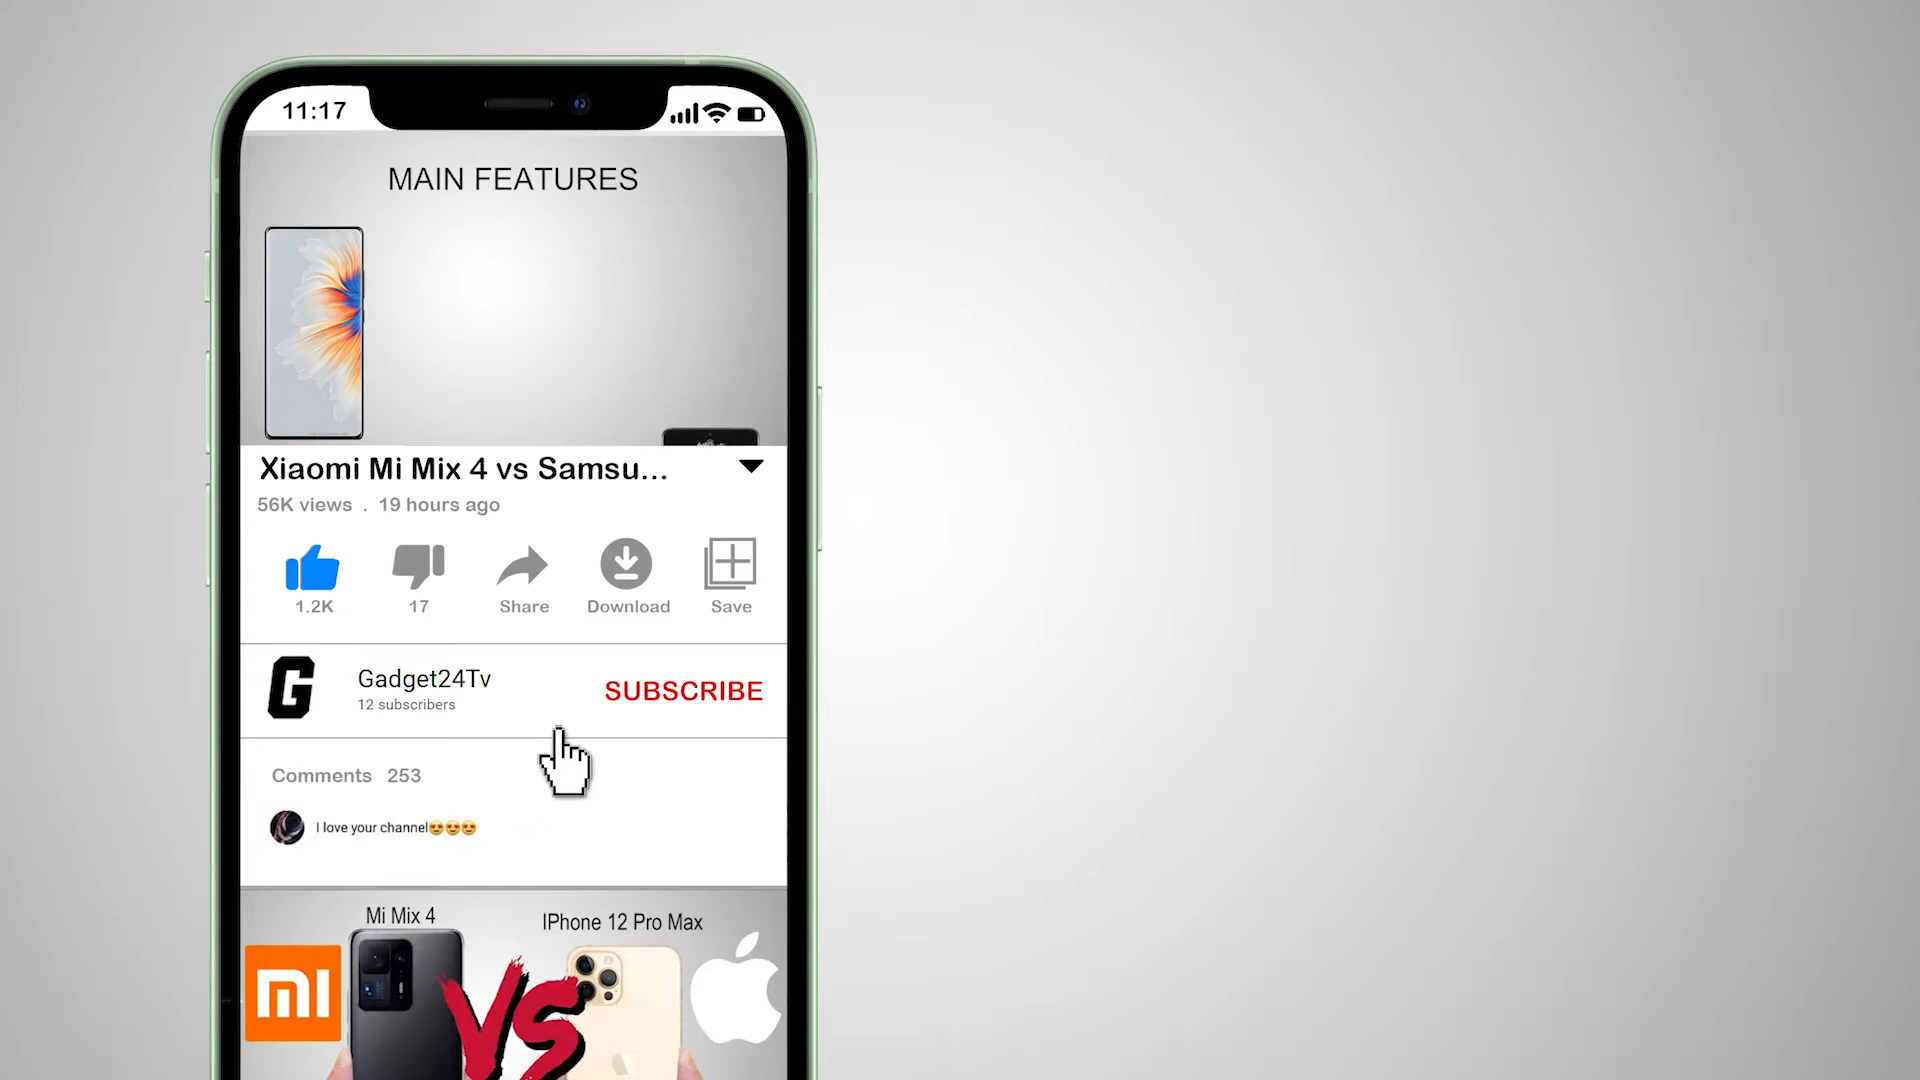 11:17
MAIN FEATURES
Xiaomi Mi Mix 4 vs Samsu...
56K views . 19 hours ago
1.2K 17 Share Download Save
G
Gadget24Tv
SUBSCRIBE
12 subscribers
Comments 253
I love your channel😍😍😍
Mi Mix 4
IPhone 12 Pro Max
mi
VS